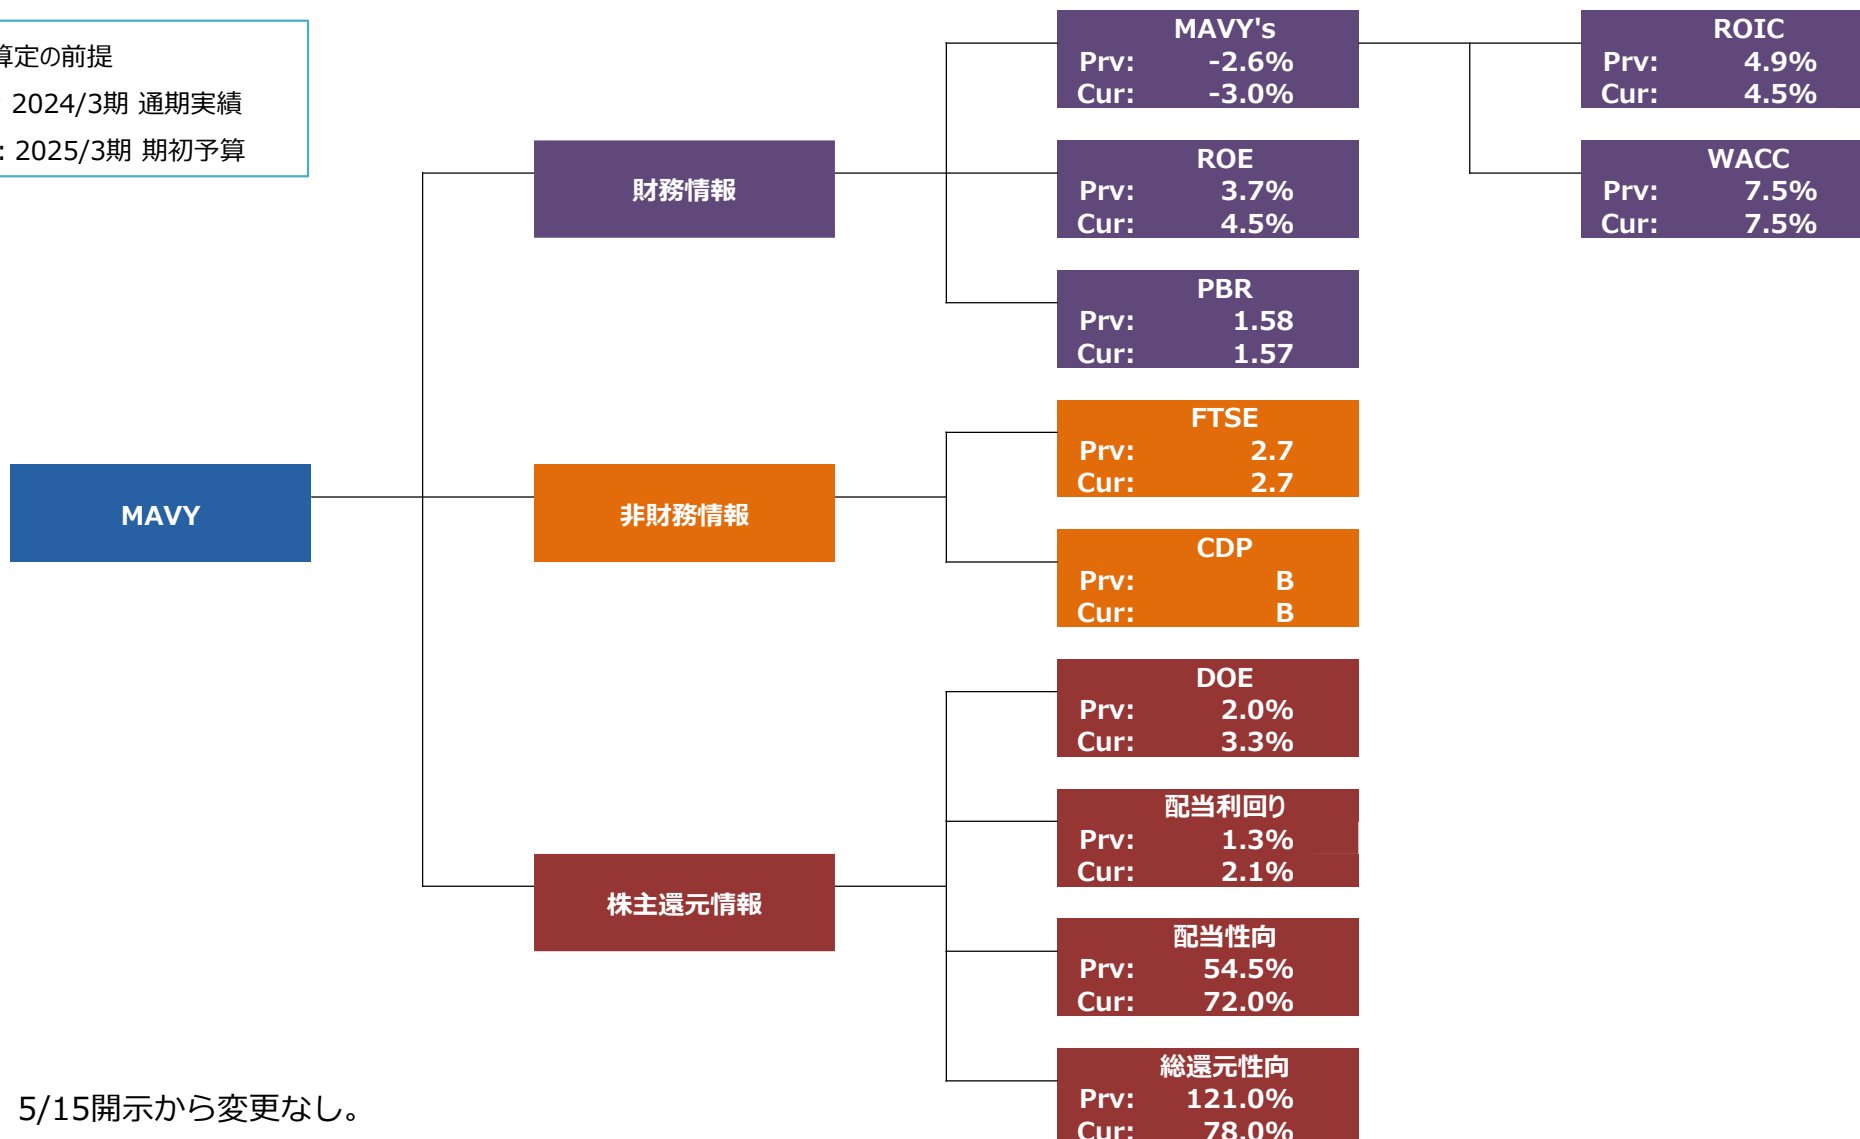 算定の前提
: 2024/3期 通期実績
: 2025/3期 期初予算
MAVY
財務情報
非財務情報
株主還元情報
MAVY's
Prv: -2.6%
Cur: -3.0%
ROIC
Prv: 4.9%
Cur: 4.5%
WACC
Prv: 7.5%
Cur: 7.5%
ROE
Prv: 3.7%
Cur: 4.5%
PBR
Prv: 1.58
Cur: 1.57
FTSE
Prv: 2.7
Cur: 2.7
CDP
Prv: B
Cur: B
DOE
Prv: 2.0%
Cur: 3.3%
配当利回り
Prv: 1.3%
Cur: 2.1%
配当性向
Prv: 54.5%
Cur: 72.0%
総還元性向
Prv: 121.0%
Cur: 78.0%
5/15開示から変更なし。